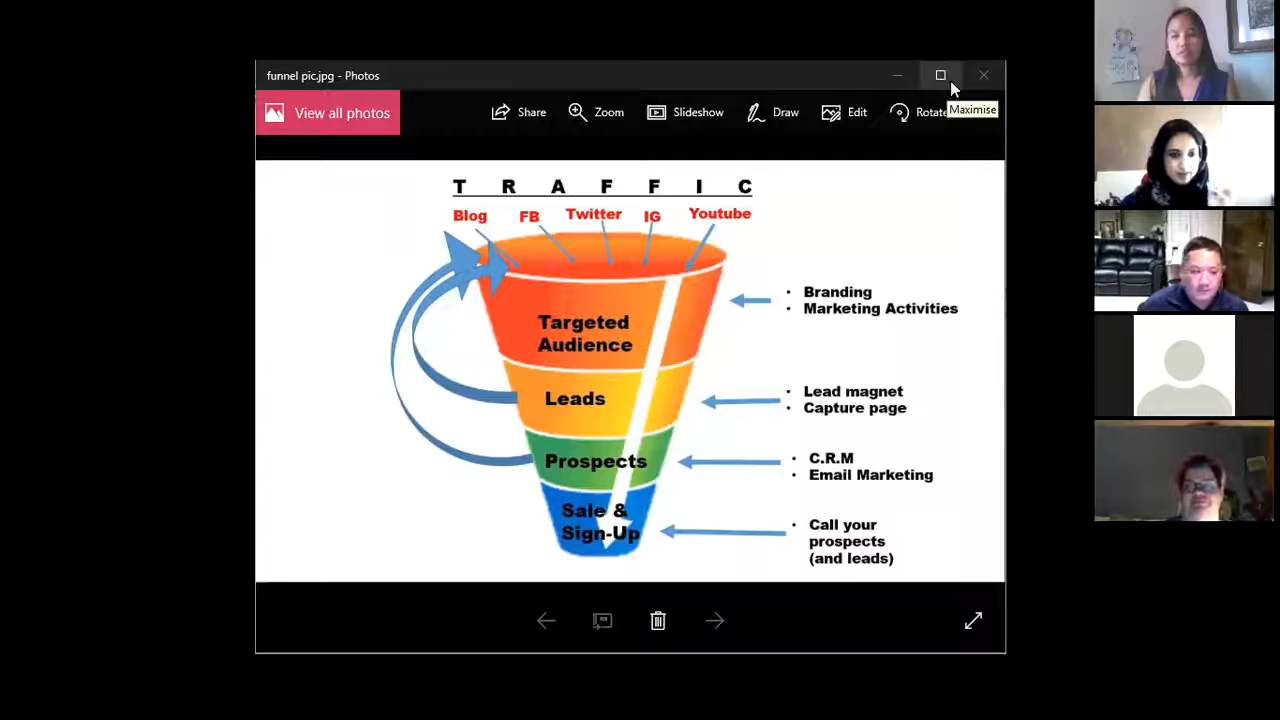 funnel pic.jpg - Photos
View all photos
Share
Zoom
Slideshow
Draw
Edit
Rotate
Maximise
TRAFFIC
Blog FB Twitter IG Youtube
Targeted
Audience
• Branding
• Marketing Activities
Leads
• Lead magnet
• Capture page
Prospects
• C.R.M
• Email Marketing
Sale &
Sign-Up
• Call your
prospects
(and leads)